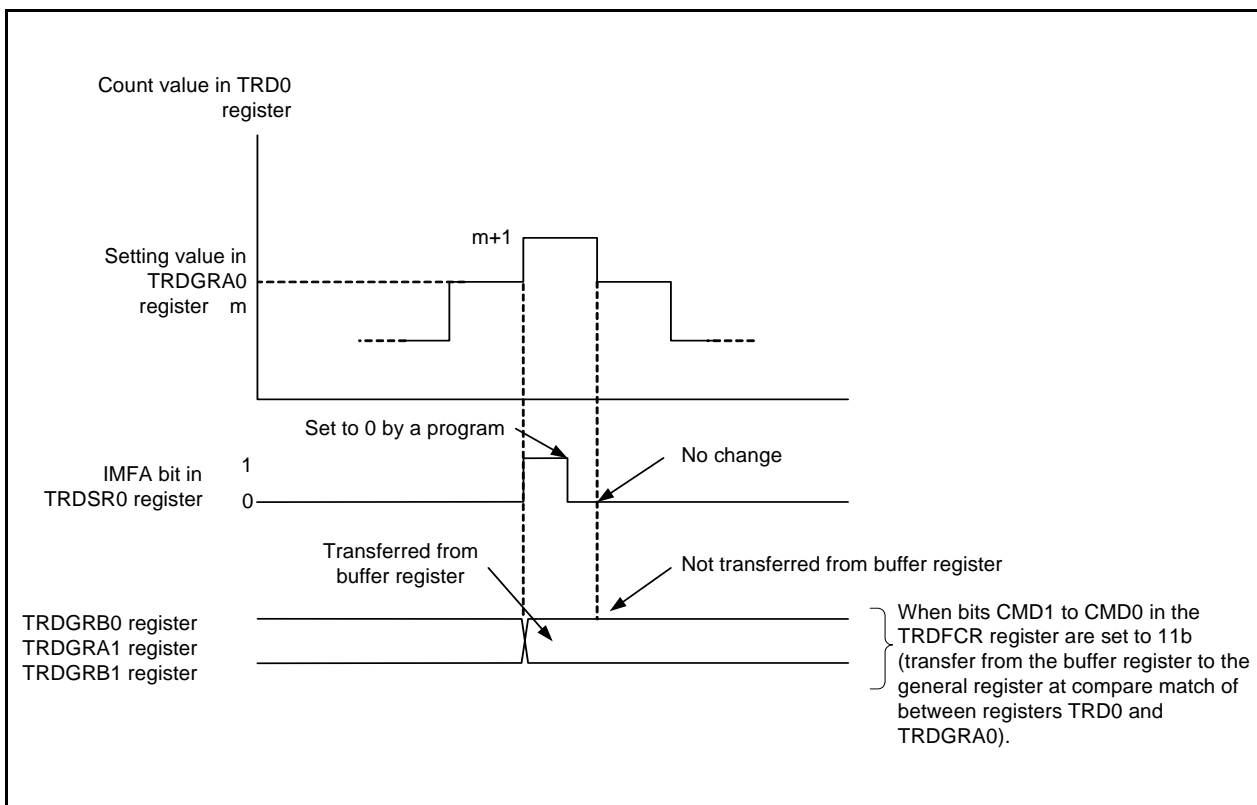 Count value in TRD0
register
m+1
Setting value in
TRDGRA0
register m
Set to 0 by a program
No change
IMFA bit in
TRDSR0 register
1
0
Transferred from
buffer register
Not transferred from buffer register
TRDGRB0 register
TRDGRA1 register
TRDGRB1 register
When bits CMD1 to CMD0 in the
TRDFCR register are set to 11b
(transfer from the buffer register to the
general register at compare match of
between registers TRD0 and
TRDGRA0).